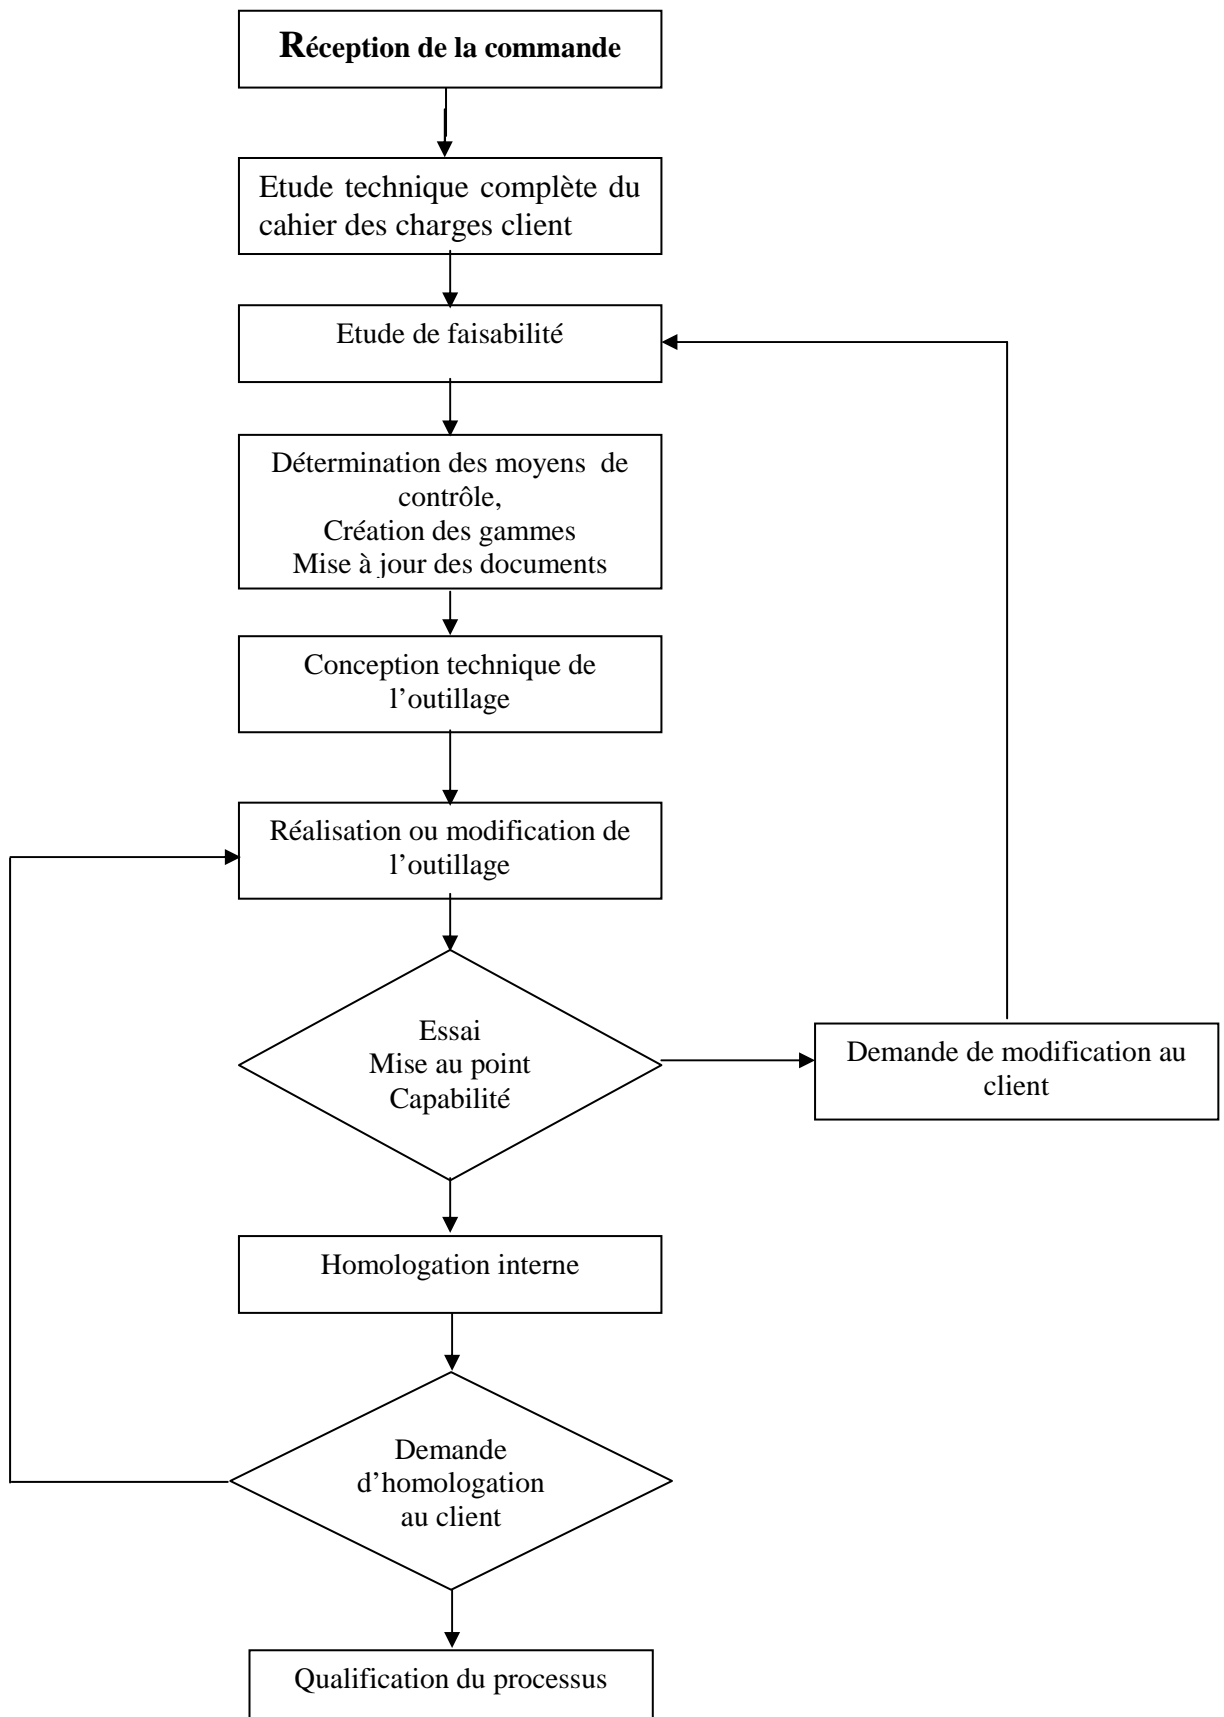 Réception de la commande
Etude technique complète du
cahier des charges client
Etude de faisabilité
Détermination des moyens de
contrôle,
Création des gammes
Mise à jour des documents
Conception technique de
l’outillage
Réalisation ou modification de
l’outillage
Essai
Mise au point
Capabilité
Demande de modification au
client
Homologation interne
Demande
d’homologation
au client
Qualification du processus